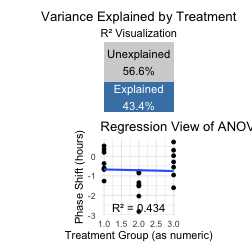 Variance Explained by Treatment
R² Visualization
Unexplained
56.6%
Explained
43.4%
Regression View of ANOV
Phase Shift (hours)
0
-1
-2
-3
R² = 0.434
1.0 1.5 2.0 2.5 3.0
Treatment Group (as numeric)